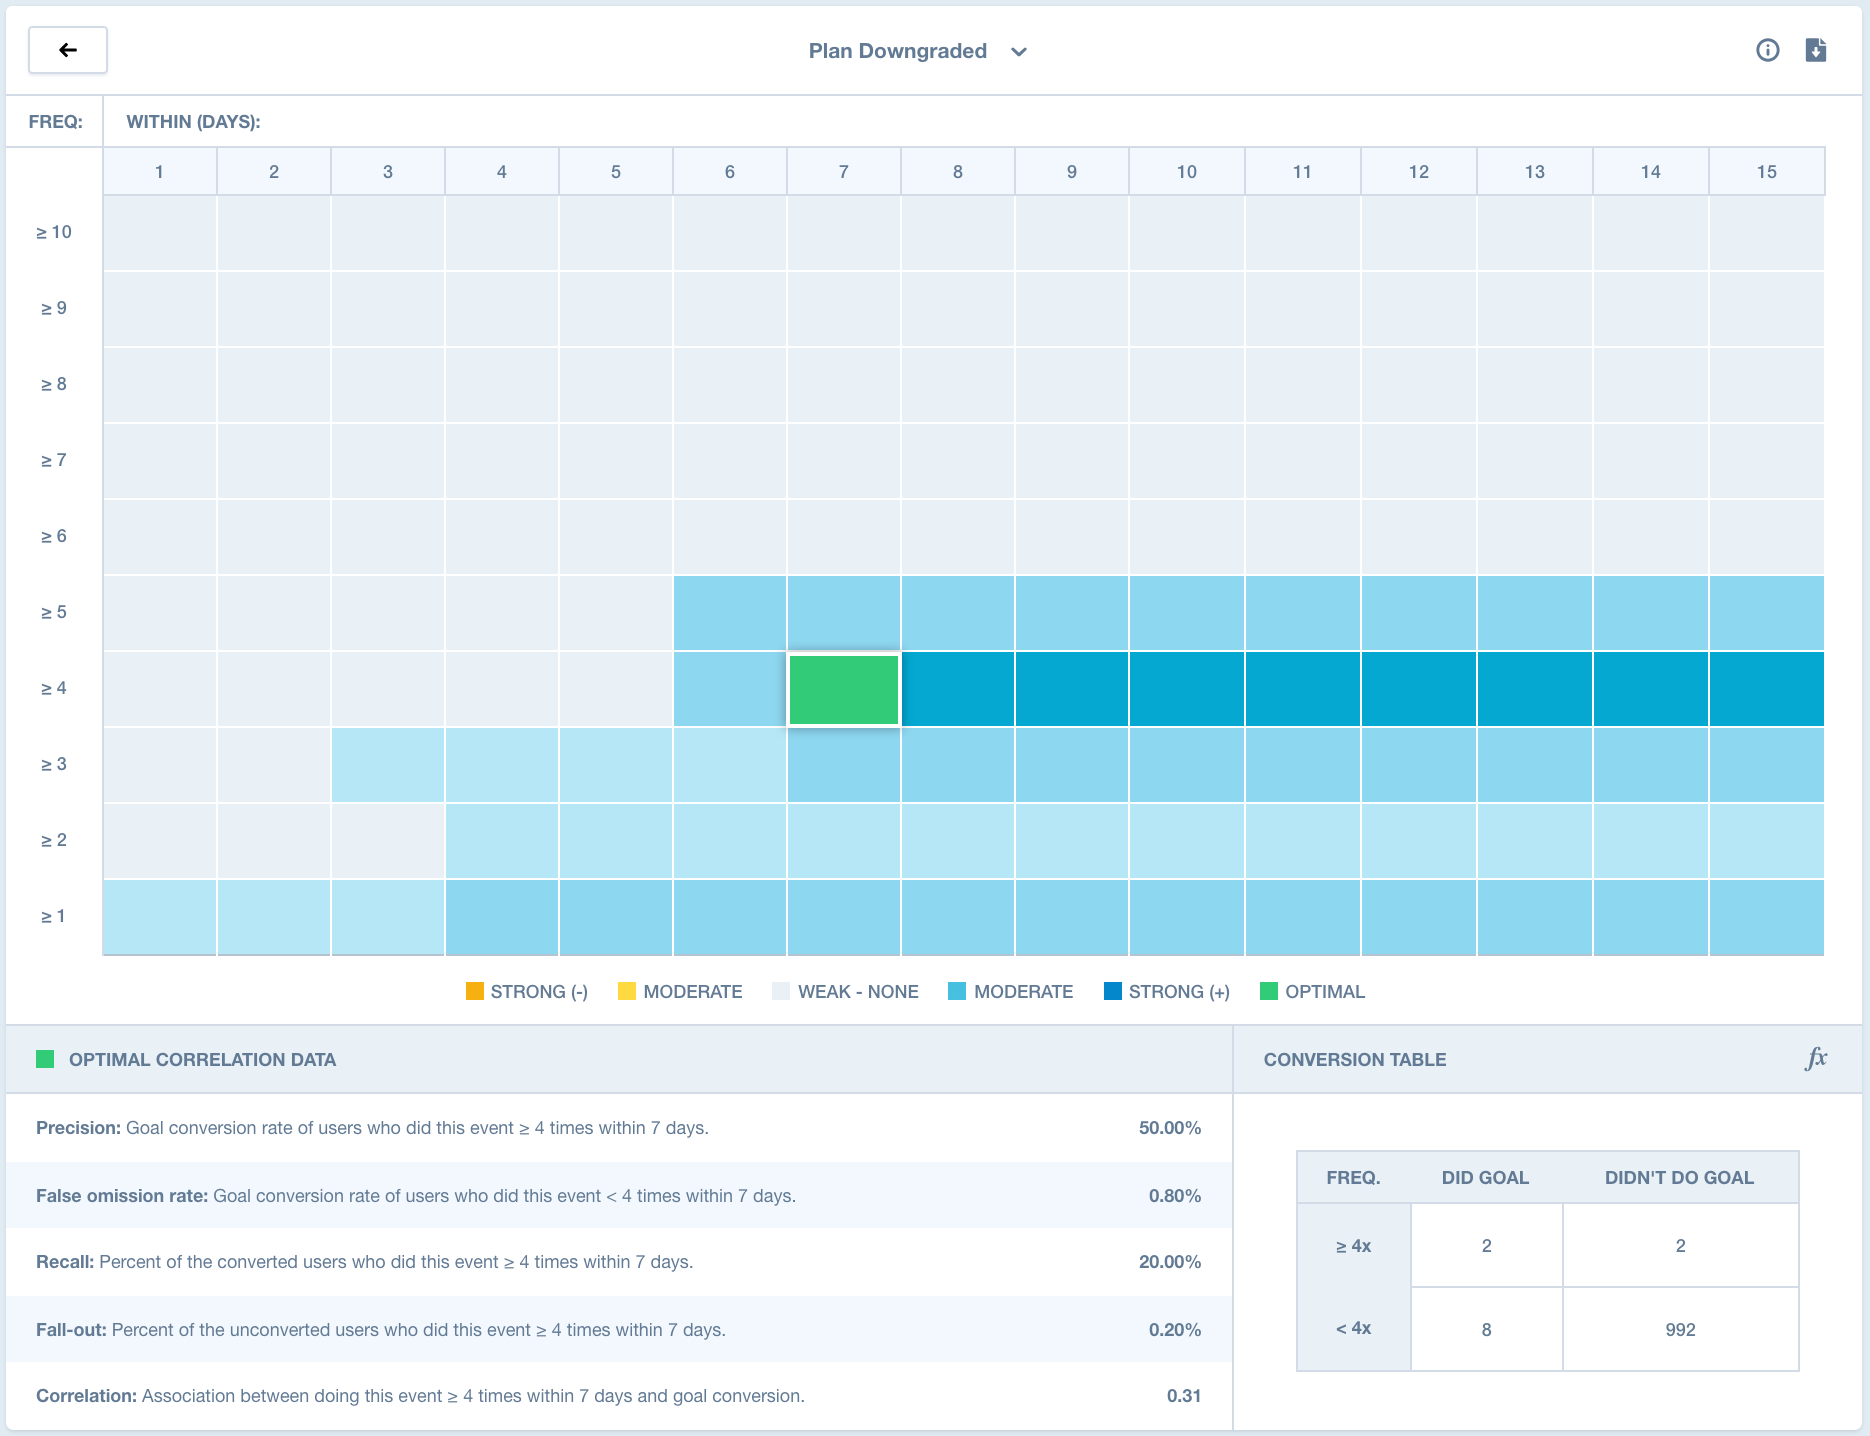 Plan Downgraded
FREQ: WITHIN (DAYS):
1 2 3 4 5 6 7 8 9 10 11 12 13 14 15
≥ 10
≥ 9
≥ 8
≥ 7
≥ 6
≥ 5
≥ 4
≥ 3
≥ 2
≥ 1
STRONG (-) MODERATE WEAK - NONE MODERATE STRONG (+) OPTIMAL
OPTIMAL CORRELATION DATA
Precision: Goal conversion rate of users who did this event ≥ 4 times within 7 days. 50.00%
False omission rate: Goal conversion rate of users who did this event < 4 times within 7 days. 0.80%
Recall: Percent of the converted users who did this event ≥ 4 times within 7 days. 20.00%
Fall-out: Percent of the unconverted users who did this event ≥ 4 times within 7 days. 0.20%
Correlation: Association between doing this event ≥ 4 times within 7 days and goal conversion. 0.31
CONVERSION TABLE fx
FREQ. DID GOAL DIDN'T DO GOAL
≥ 4x 2 2
< 4x 8 992